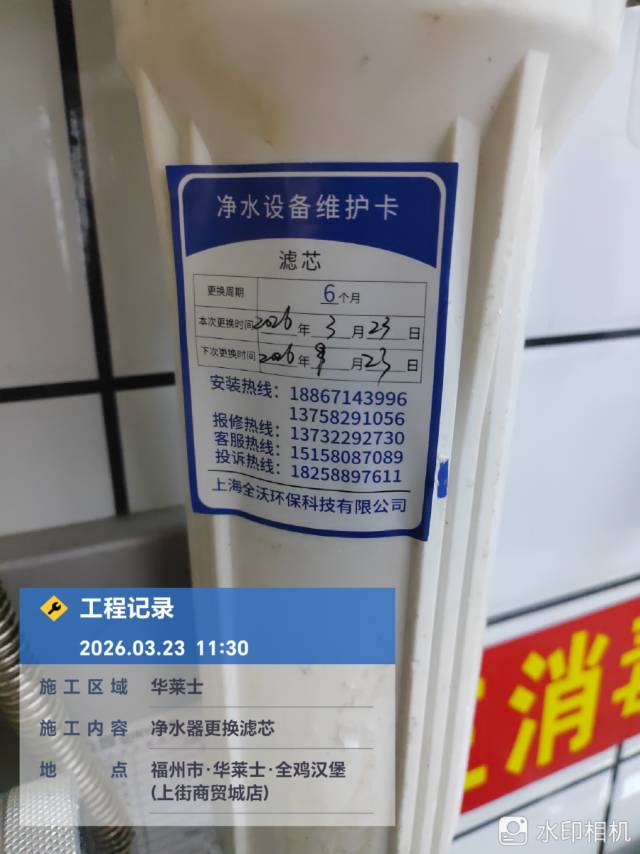 净水设备维护卡
滤芯
更换周期 6个月
本次更换时间 2026年3月23日
下次更换时间 2026年9月23日
安装热线：18867143996
13758291056
报修热线：13732292730
客服热线：15158087089
投诉热线：18258897611
上海全沃环保科技有限公司
消毒
工程记录
2026.03.23 11:30
施工区域 华莱士
施工内容 净水器更换滤芯
地点 福州市·华莱士·全鸡汉堡
(上街商贸城店)
水印相机